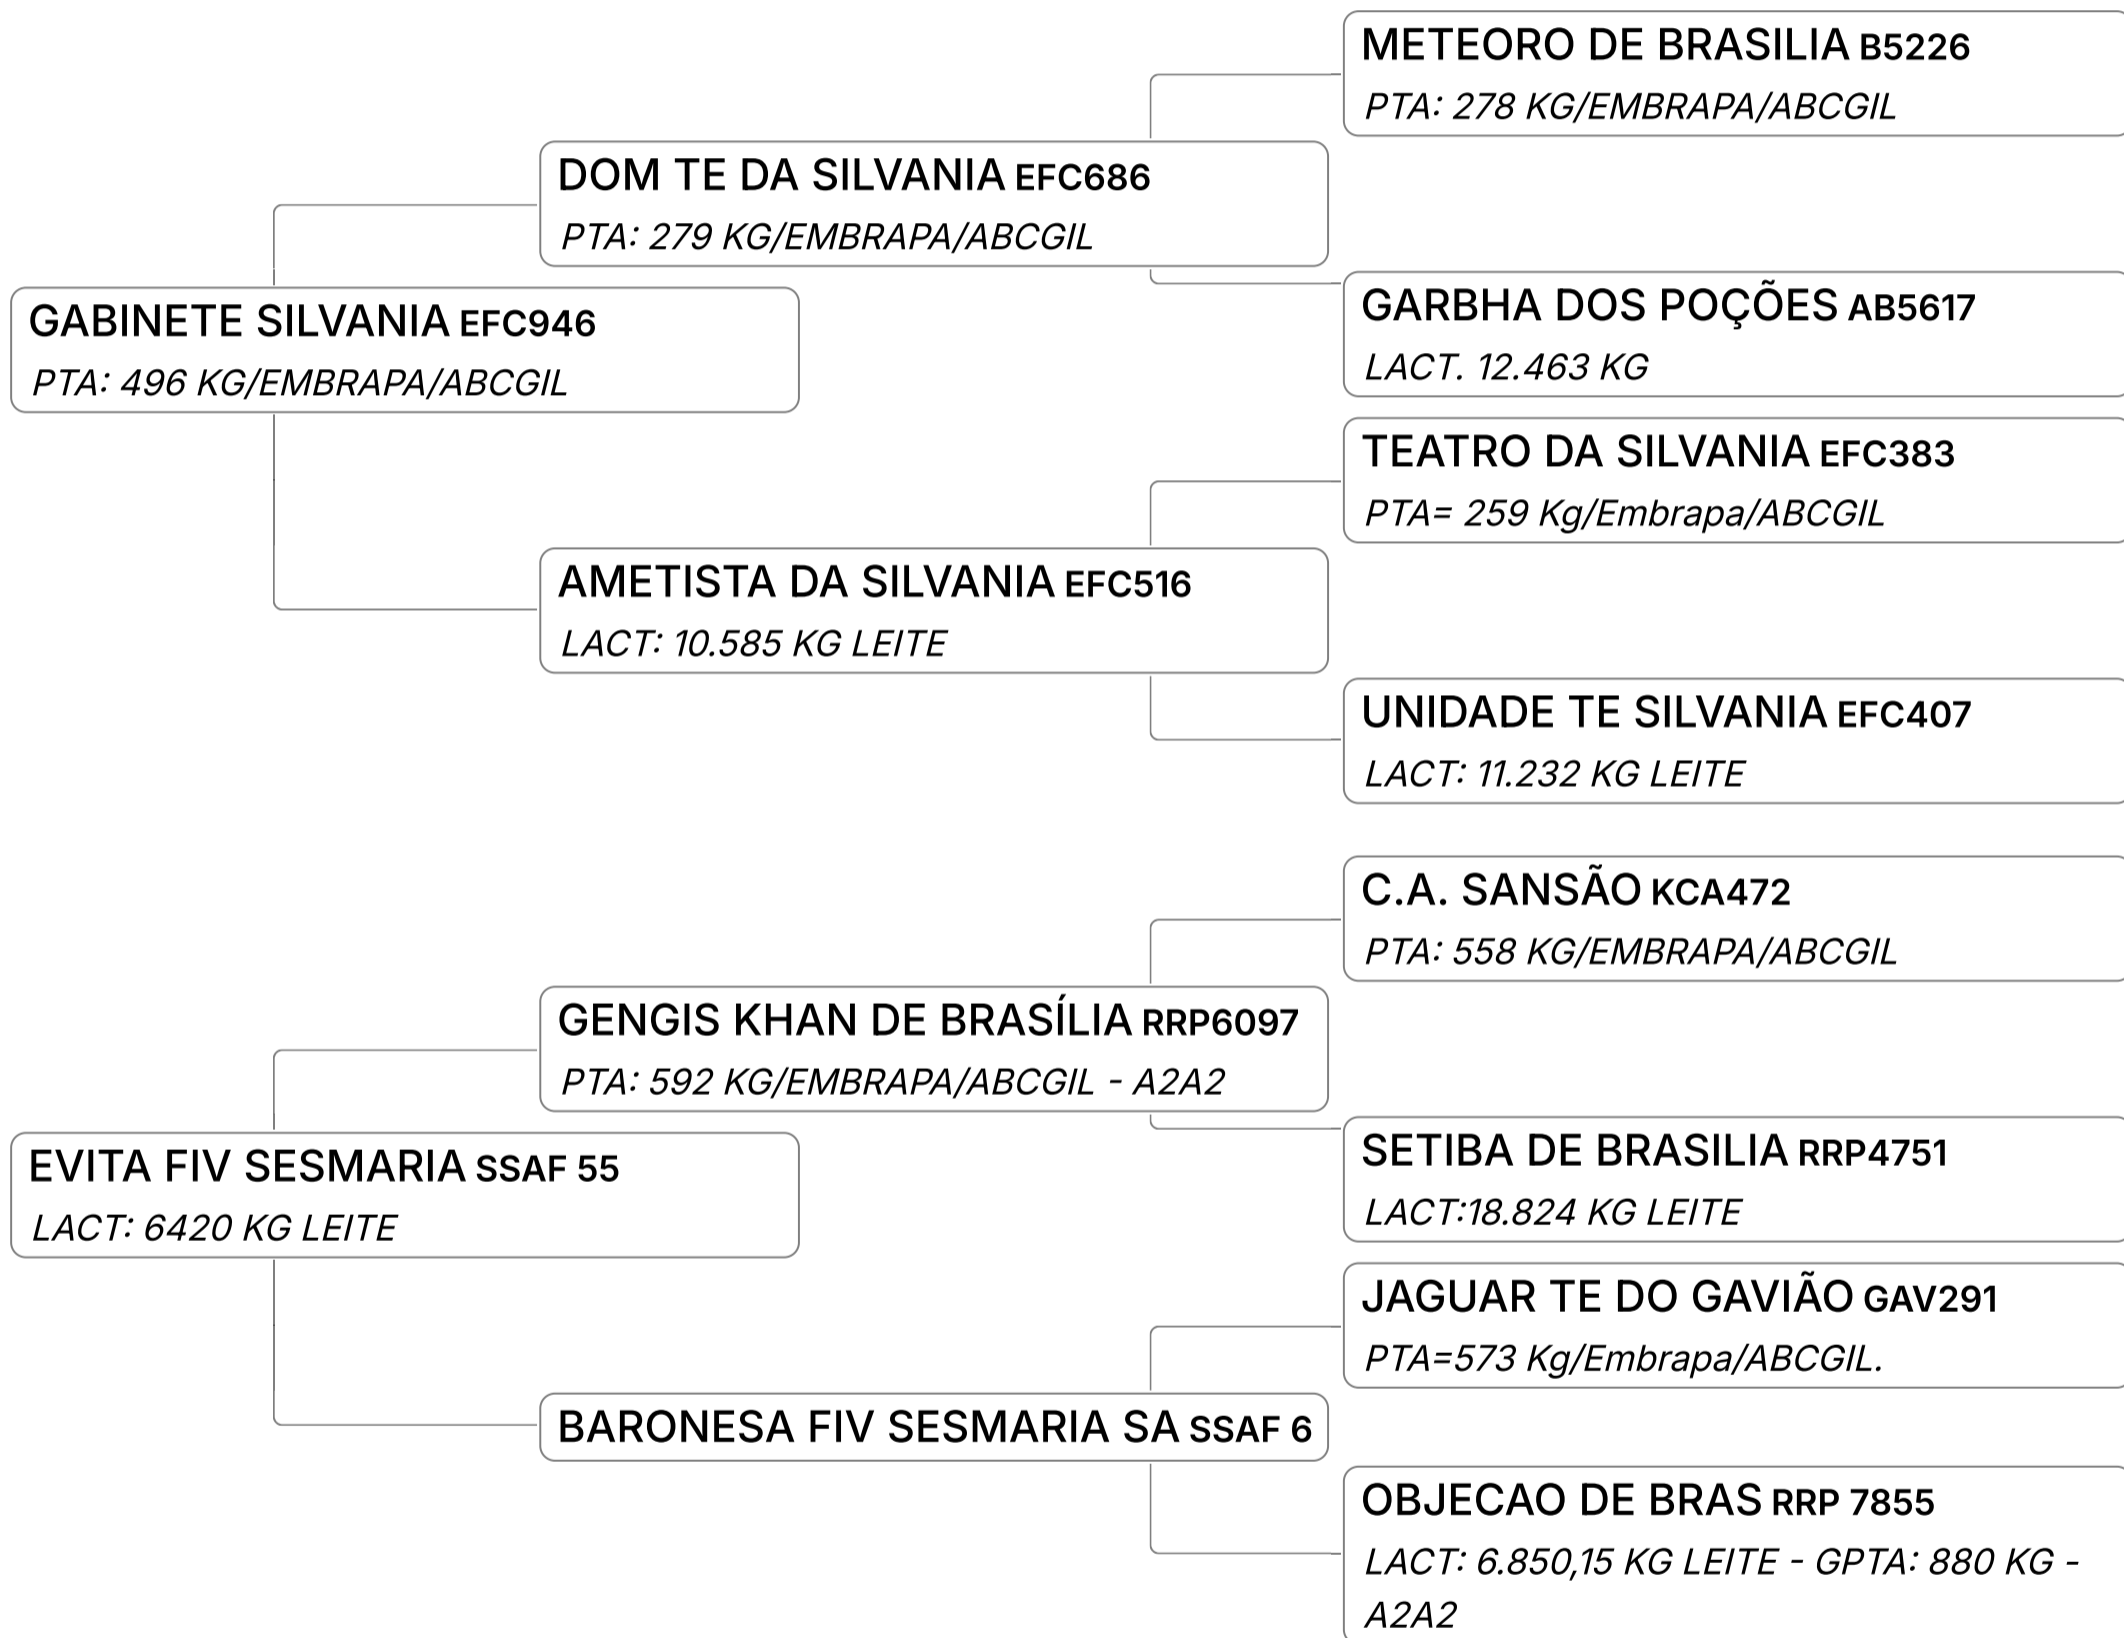 METEORO DE BRASILIA B5226
PTA: 278 KG/EMBRAPA/ABCGIL
DOM TE DA SILVANIA EFC686
PTA: 279 KG/EMBRAPA/ABCGIL
GARBHA DOS POÇÕES AB5617
LACT. 12.463 KG
GABINETE SILVANIA EFC946
PTA: 496 KG/EMBRAPA/ABCGIL
TEATRO DA SILVANIA EFC383
PTA= 259 Kg/Embrapa/ABCGIL
AMETISTA DA SILVANIA EFC516
LACT: 10.585 KG LEITE
UNIDADE TE SILVANIA EFC407
LACT: 11.232 KG LEITE
C.A. SANSÃO KCA472
PTA: 558 KG/EMBRAPA/ABCGIL
GENGIS KHAN DE BRASÍLIA RRP6097
PTA: 592 KG/EMBRAPA/ABCGIL - A2A2
SETIBA DE BRASILIA RRP4751
LACT:18.824 KG LEITE
EVITA FIV SESMARIA SSAF 55
LACT: 6420 KG LEITE
JAGUAR TE DO GAVIÃO GAV291
PTA=573 Kg/Embrapa/ABCGIL.
BARONESA FIV SESMARIA SA SSAF 6
OBJECAO DE BRAS RRP 7855
LACT: 6.850,15 KG LEITE - GPTA: 880 KG -
A2A2